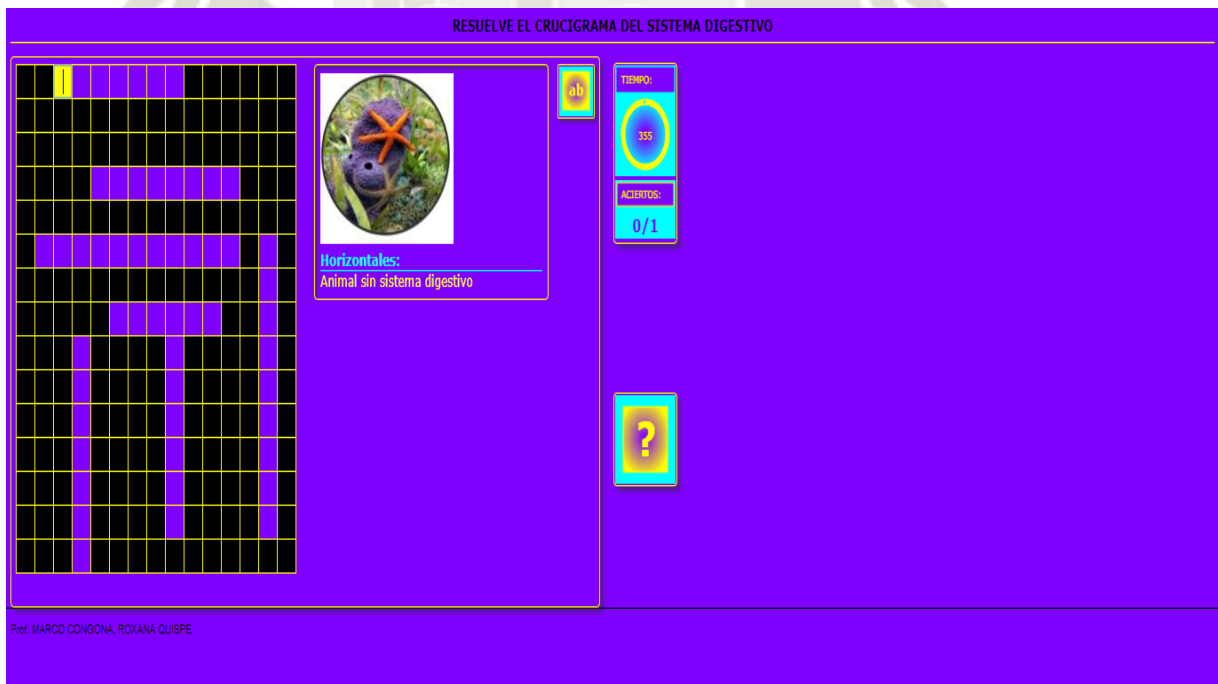 RESUELVE EL CRUCIGRAMA DEL SISTEMA DIGESTIVO
ab
TIEMPO:
355
ACIERTOS:
0/1
Horizontales:
Animal sin sistema digestivo
?
Prof. MARCO CONGONA, ROXANA QUISPE